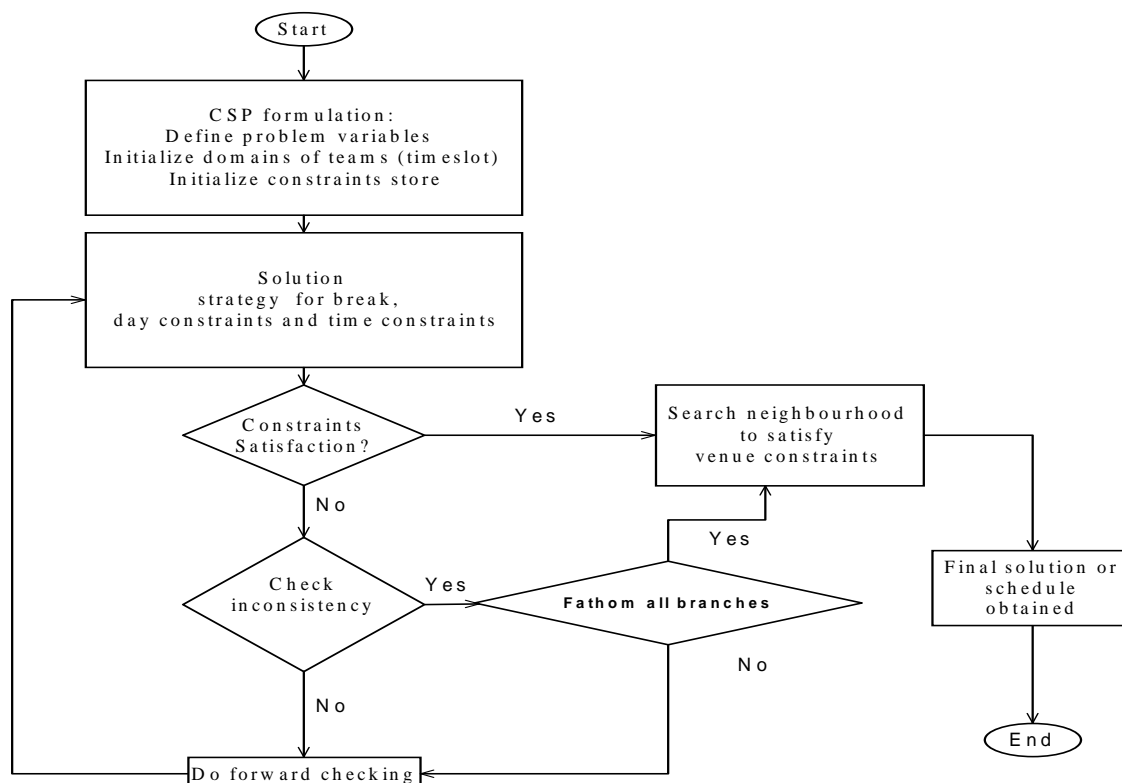 Start
CSP formulation:
Define problem variables
Initialize domains of teams (timeslot)
Initialize constraints store
Solution
strategy for break,
day constraints and time constraints
Constraints
Satisfaction?
Yes
Search neighbourhood
to satisfy
venue constraints
No
Check
inconsistency
Yes
Fathom all branches
Yes
No
Final solution or
schedule
obtained
No
Do forward checking
End